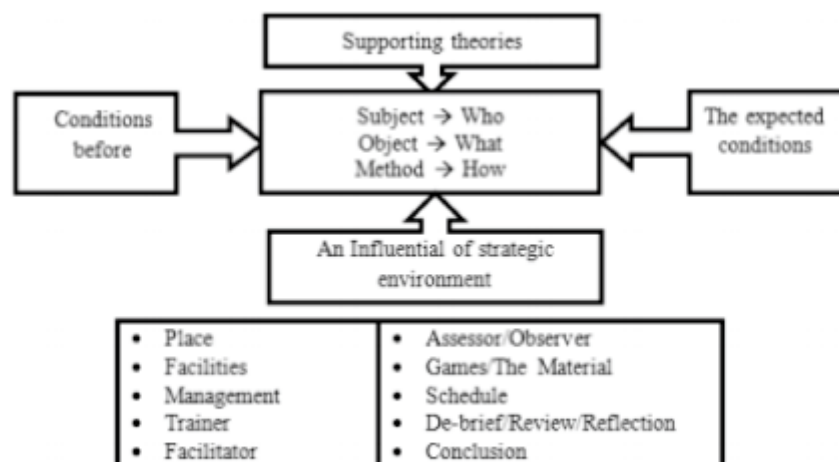 Supporting theories
Conditions
before
Subject → Who
Object → What
Method → How
The expected
conditions
An Influential of strategic
environment
• Place
• Facilities
• Management
• Trainer
• Facilitator
• Assessor/Observer
• Games/The Material
• Schedule
• De-brief/Review/Reflection
• Conclusion